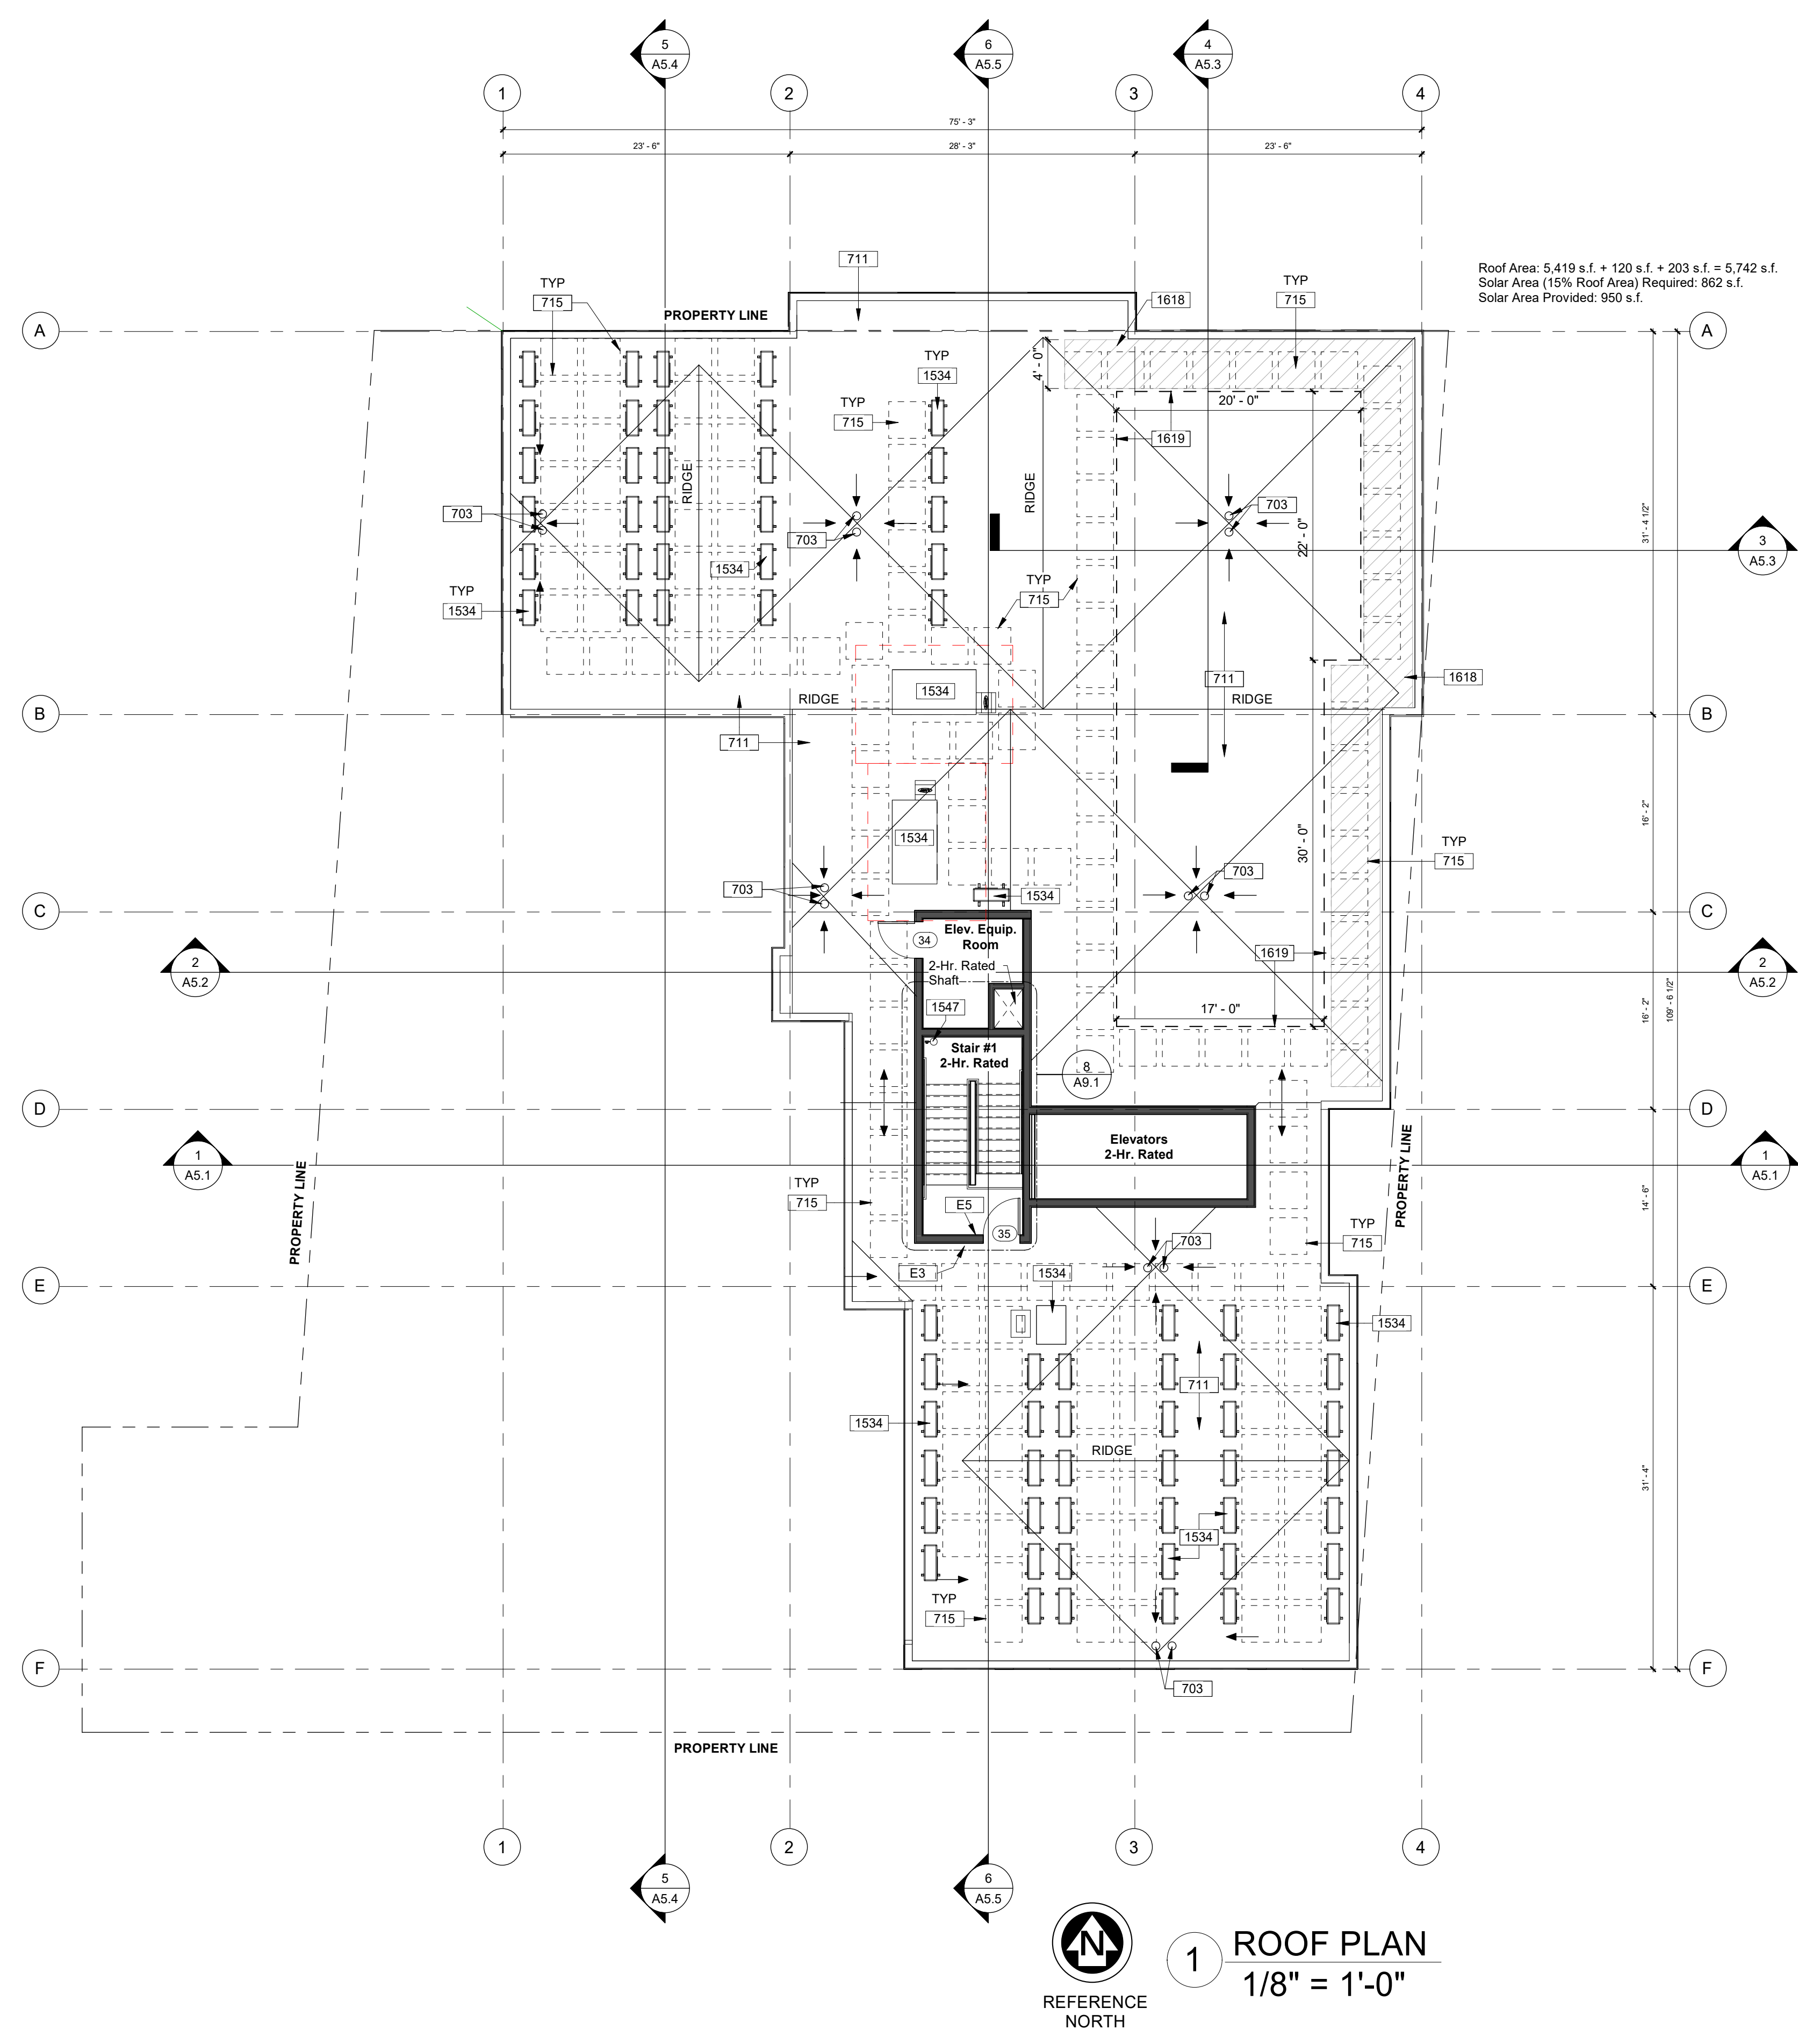 5
A5.4
6
A5.5
4
A5.3
1
2
3
4
75' - 3"
23' - 6"
28' - 3"
23' - 6"
711
Roof Area: 5,419 s.f. + 120 s.f. + 203 s.f. = 5,742 s.f.
Solar Area (15% Roof Area) Required: 862 s.f.
Solar Area Provided: 950 s.f.
TYP
715
PROPERTY LINE
1618
TYP
715
A
A
4' - 0"
TYP
1534
TYP
715
20' - 0"
1619
RIDGE
RIDGE
703
703
703
22' - 0"
31' - 4 1/2"
3
A5.3
1534
TYP
1534
TYP
715
711
1534
1618
RIDGE
RIDGE
B
B
711
1534
30' - 0"
16' - 2"
TYP
715
703
703
1534
C
C
34
Elev. Equip.
Room
2-Hr. Rated
Shaft
1619
2
A5.2
2
A5.2
1547
17' - 0"
16' - 2"
109' - 6 1/2"
Stair #1
2-Hr. Rated
8
A9.1
D
D
Elevators
2-Hr. Rated
1
A5.1
1
A5.1
PROPERTY LINE
PROPERTY LINE
14' - 6"
TYP
715
E5
35
703
TYP
715
E3
1534
E
E
1534
711
1534
RIDGE
31' - 4"
1534
TYP
715
F
F
703
PROPERTY LINE
1
2
3
4
5
A5.4
6
A5.5
N
REFERENCE
NORTH
1
ROOF PLAN
1/8" = 1'-0"